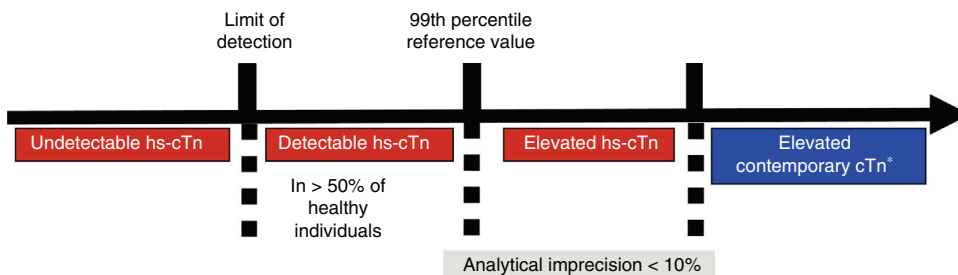 Limit of
detection
99th percentile
reference value
Undetectable hs-cTn
Detectable hs-cTn
Elevated hs-cTn
Elevated
contemporary cTn*
In > 50% of
healthy
individuals
Analytical imprecision < 10%